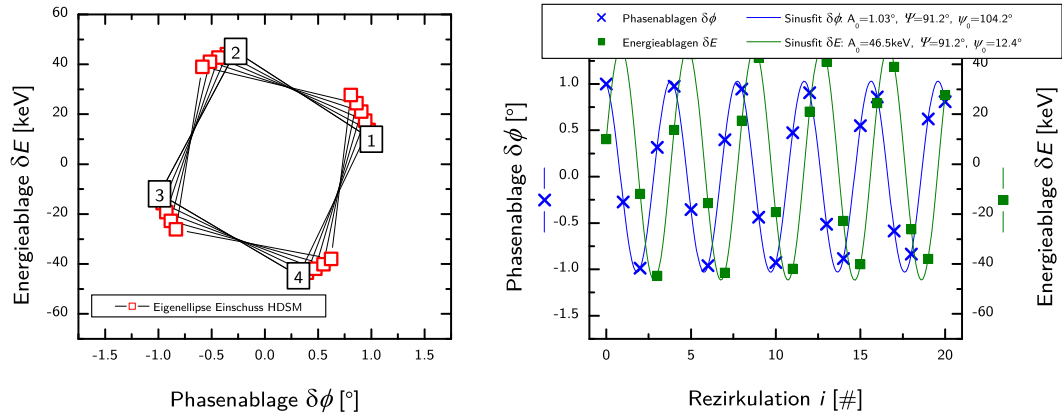 Energieablage δE [keV]
60
40
20
0
-20
-40
-60
2
1
3
4
Eigenellipse Einschuss HDSM
-1.5 -1.0 -0.5 0.0 0.5 1.0 1.5
Phasenablage δϕ [°]
Phasenablagen δϕ
Sinusfit δϕ: A0=1.03°, Ψ=91.2°, ψ0=104.2°
Energieablagen δE
Sinusfit δE: A0=46.5keV, Ψ=91.2°, ψ0=12.4°
Phasenablage δϕ [°]
1.0
0.5
0.0
-0.5
-1.0
-1.5
60
40
20
0
-20
-40
-60
Energieablage δE [keV]
0 5 10 15 20
Rezirkulation i [#]